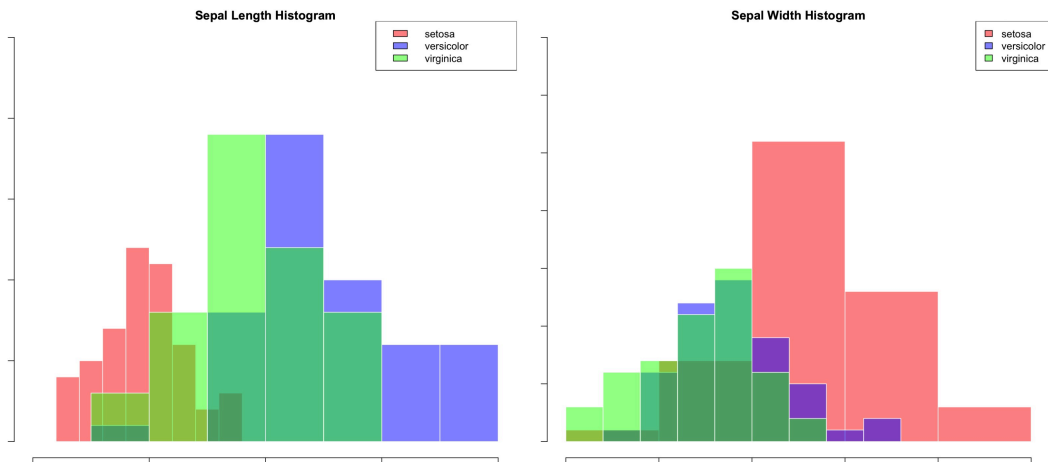 Sepal Length Histogram
setosa
versicolor
virginica
Sepal Width Histogram
setosa
versicolor
virginica